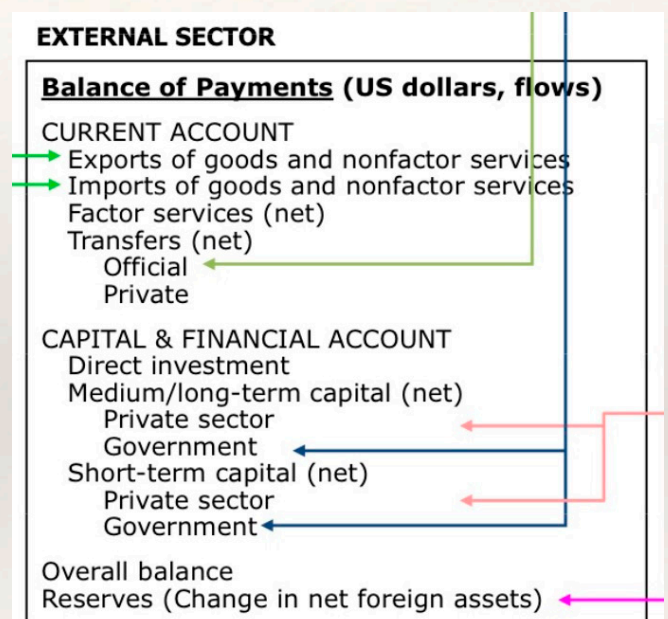 EXTERNAL SECTOR
Balance of Payments (US dollars, flows)
CURRENT ACCOUNT
Exports of goods and nonfactor services
Imports of goods and nonfactor services
Factor services (net)
Transfers (net)
Official
Private
CAPITAL & FINANCIAL ACCOUNT
Direct investment
Medium/long-term capital (net)
Private sector
Government
Short-term capital (net)
Private sector
Government
Overall balance
Reserves (Change in net foreign assets)